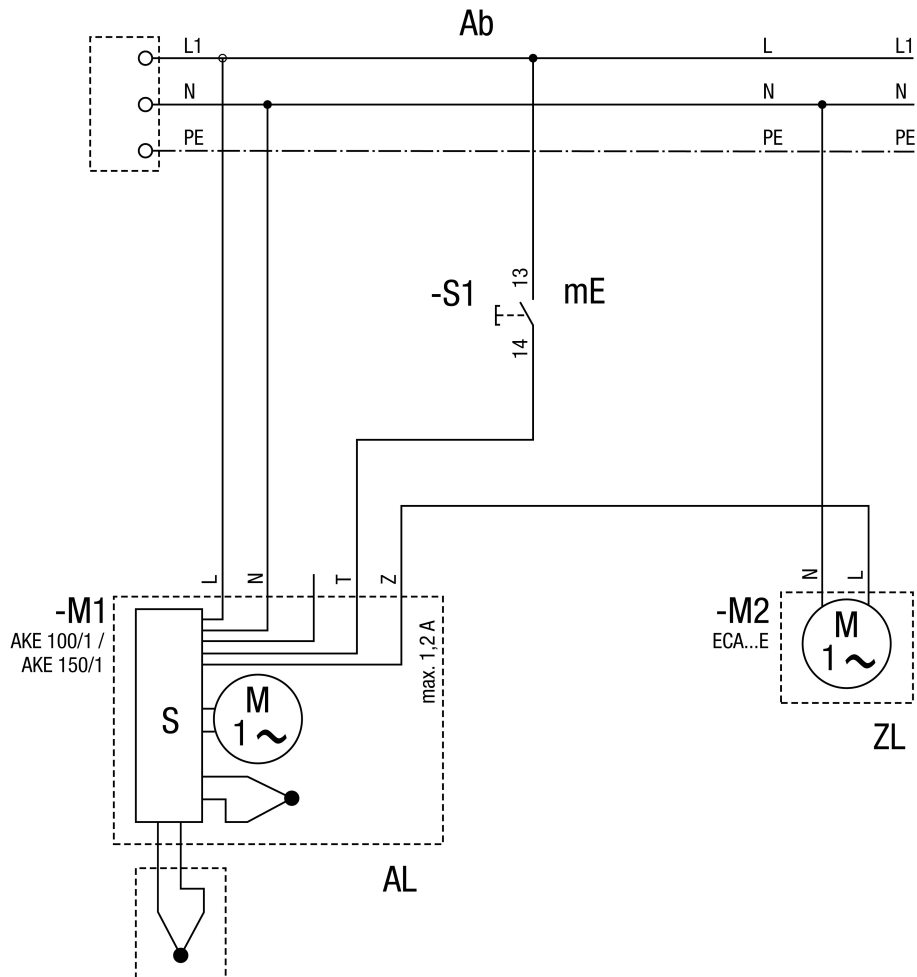 Ab
L1
L
L1
N
N
N
PE
PE
PE
13
-S1
mE
14
L
N
T
Z
N
L
-M1
AKE 100/1 /
AKE 150/1
max. 1,2 A
-M2
ECA...E
M
1 ~
M
1 ~
S
ZL
AL